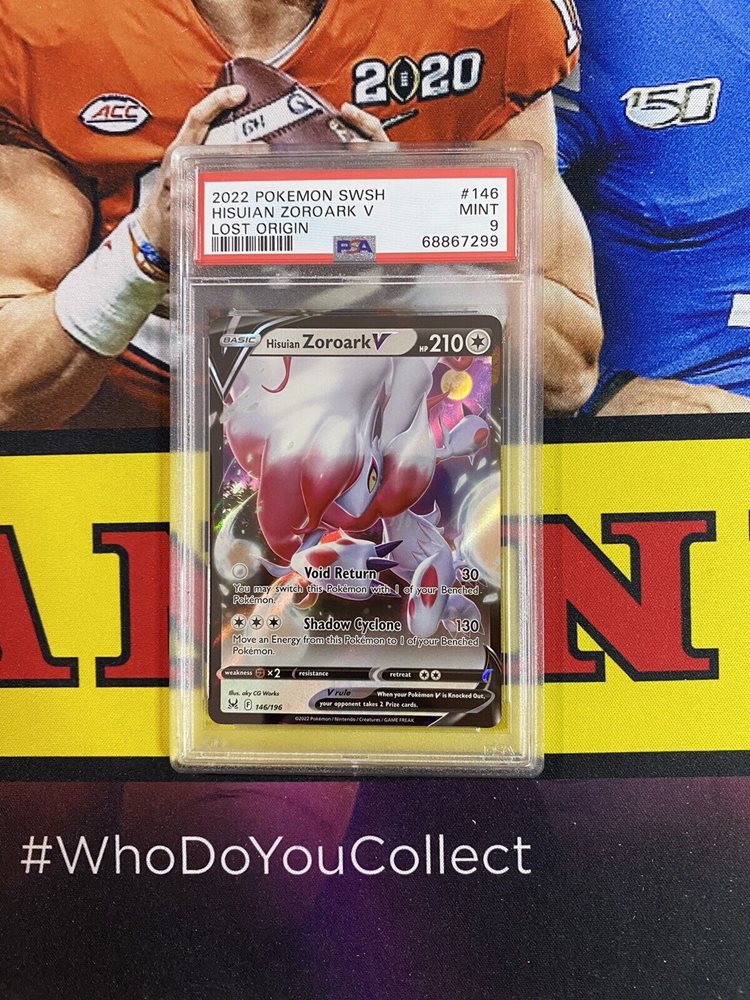 ACC
2020
150
2022 POKEMON SWSH #146
HISUIAN ZOROARK V MINT
LOST ORIGIN 9
PSA 68867299
BASIC Hisuian Zoroark V HP 210
Void Return 30
You may switch this Pokémon with 1 of your Benched
Pokémon.
Shadow Cyclone 130
Move an Energy from this Pokémon to 1 of your Benched
Pokémon.
weakness ×2 resistance retreat
Illus. aky CG Works
V rule When your Pokémon V is Knocked Out,
your opponent takes 2 Prize cards.
F 146/196
©2022 Pokémon / Nintendo / Creatures / GAME FREAK
PSA
#WhoDoYouCollect